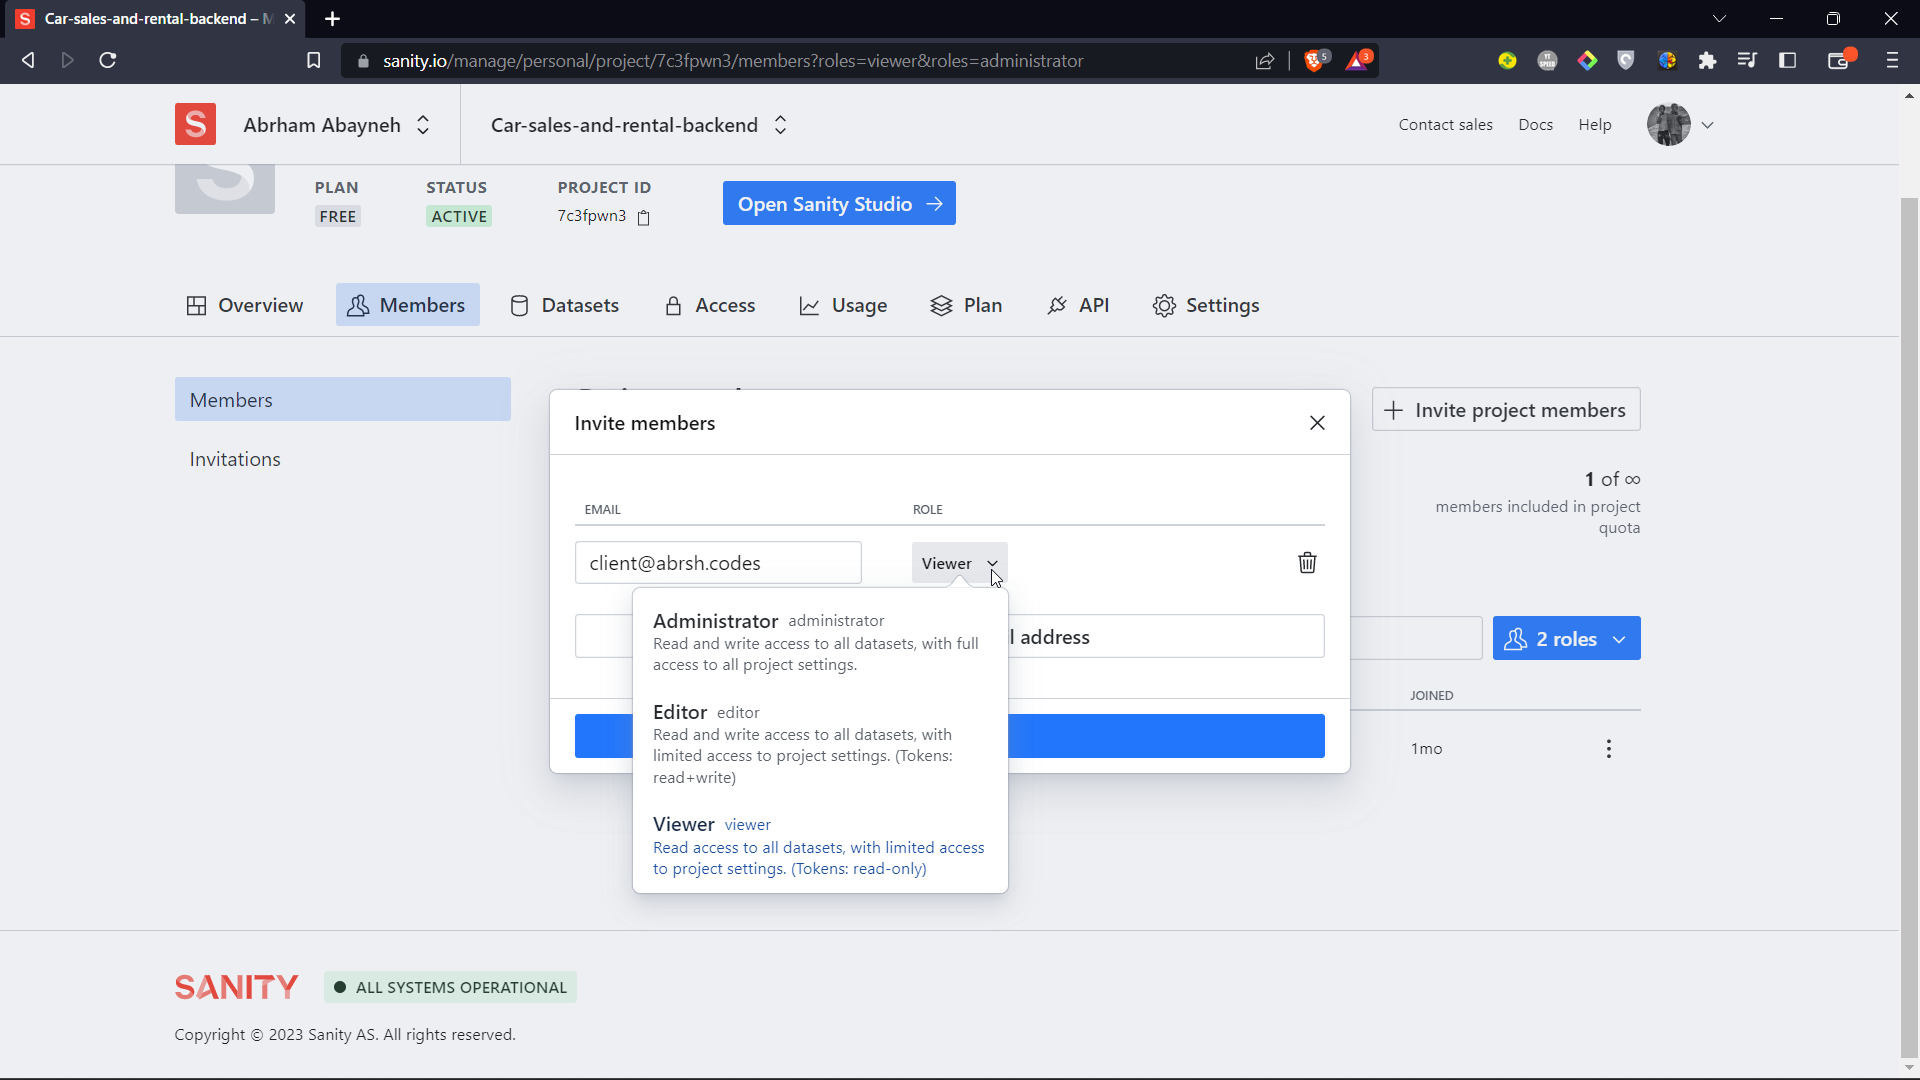 Car-sales-and-rental-backend –
sanity.io/manage/personal/project/7c3fpwn3/members?roles=viewer&roles=administrator
5
3
S
Abrham Abayneh
Car-sales-and-rental-backend
Contact sales
Docs
Help
PLAN
STATUS
PROJECT ID
FREE
ACTIVE
7c3fpwn3
Open Sanity Studio
Overview
Members
Datasets
Access
Usage
Plan
API
Settings
Members
Invitations
Invite members
Invite project members
1 of ∞
members included in project
quota
EMAIL
ROLE
client@abrsh.codes
Viewer
Administrator administrator
Read and write access to all datasets, with full
access to all project settings.
address
2 roles
Editor editor
Read and write access to all datasets, with
limited access to project settings. (Tokens:
read+write)
JOINED
1mo
Viewer viewer
Read access to all datasets, with limited access
to project settings. (Tokens: read-only)
SANITY
ALL SYSTEMS OPERATIONAL
Copyright © 2023 Sanity AS. All rights reserved.